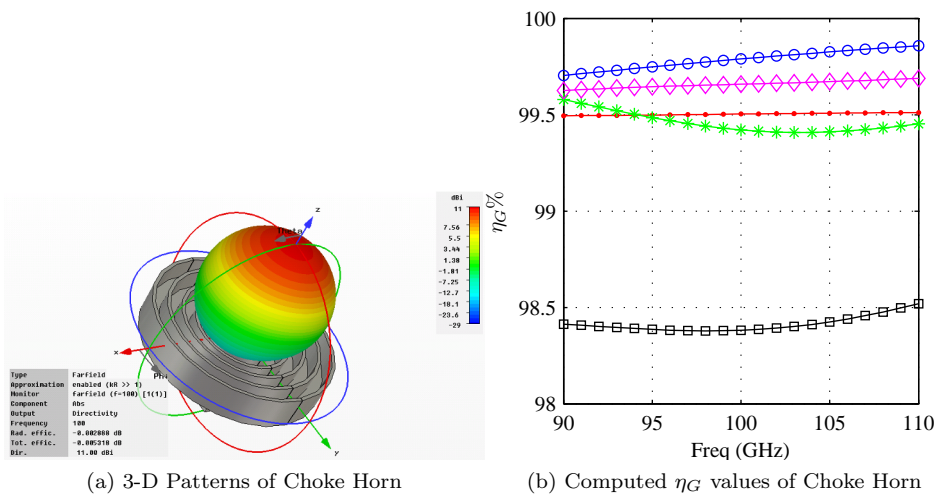 z
Theta
x
Phi
y
dBi
11
7.56
5.5
3.44
1.38
-1.81
-7.25
-12.7
-18.1
-23.6
-29
Type Farfield
Approximation enabled (kR >> 1)
Monitor farfield (f=100) [1(1)]
Component Abs
Output Directivity
Frequency 100
Rad. effic. -0.002880 dB
Tot. effic. -0.005310 dB
Dir. 11.00 dBi
(a) 3-D Patterns of Choke Horn
100
99.5
99
98.5
98
η_G%
90 95 100 105 110
Freq (GHz)
(b) Computed η_G values of Choke Horn